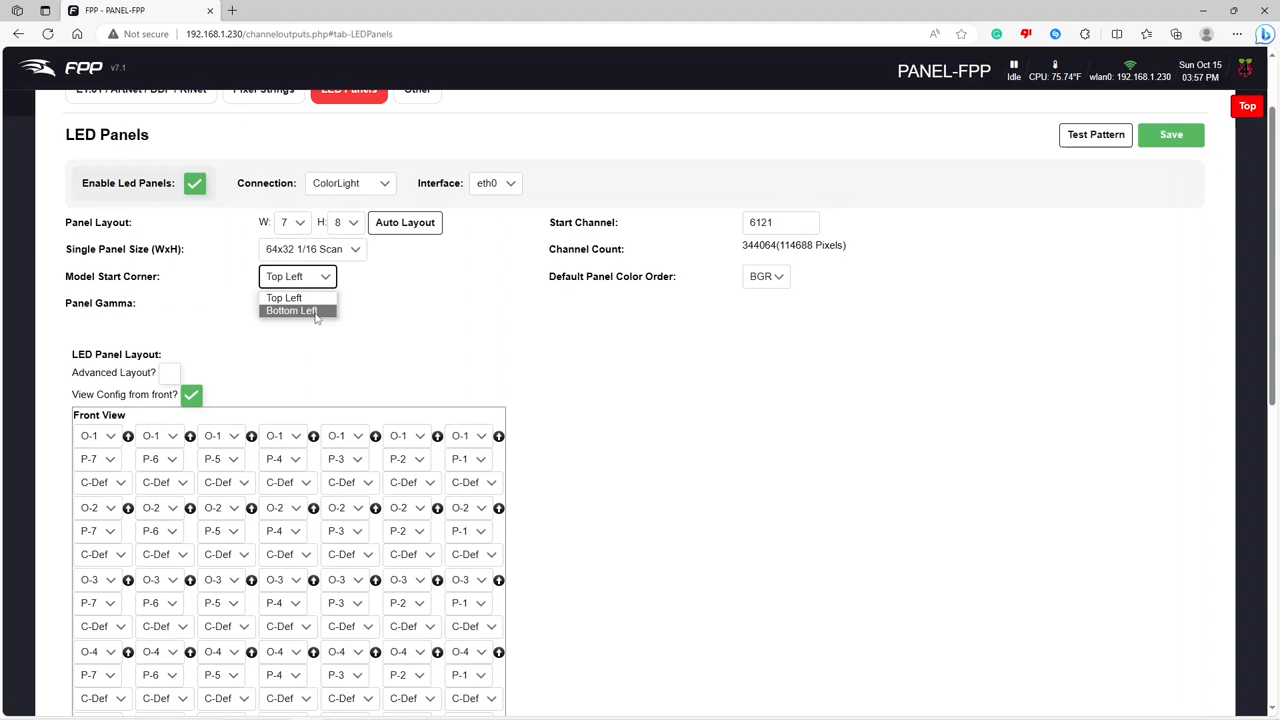 FPP - PANEL-FPP
Not secure 192.168.1.230/channeloutputs.php#tab-LEDPanels
FPP v7.1
PANEL-FPP
Idle
CPU: 75.74°F
wlan0: 192.168.1.230
Sun Oct 15
03:57 PM
E1.31 / ArtNet / DDP / KiNet Pixel Strings LED Panels Other
Top
LED Panels
Test Pattern
Save
Enable Led Panels: Connection: ColorLight Interface: eth0
Panel Layout: W: 7 H: 8 Auto Layout Start Channel: 6121
Single Panel Size (WxH): 64x32 1/16 Scan Channel Count: 344064(114688 Pixels)
Model Start Corner: Top Left Default Panel Color Order: BGR
Top Left
Bottom Left
Panel Gamma:
LED Panel Layout:
Advanced Layout?
View Config from front?
Front View
O-1 O-1 O-1 O-1 O-1 O-1 O-1
P-7 P-6 P-5 P-4 P-3 P-2 P-1
C-Def C-Def C-Def C-Def C-Def C-Def C-Def
O-2 O-2 O-2 O-2 O-2 O-2 O-2
P-7 P-6 P-5 P-4 P-3 P-2 P-1
C-Def C-Def C-Def C-Def C-Def C-Def C-Def
O-3 O-3 O-3 O-3 O-3 O-3 O-3
P-7 P-6 P-5 P-4 P-3 P-2 P-1
C-Def C-Def C-Def C-Def C-Def C-Def C-Def
O-4 O-4 O-4 O-4 O-4 O-4 O-4
P-7 P-6 P-5 P-4 P-3 P-2 P-1
C-Def C-Def C-Def C-Def C-Def C-Def C-Def